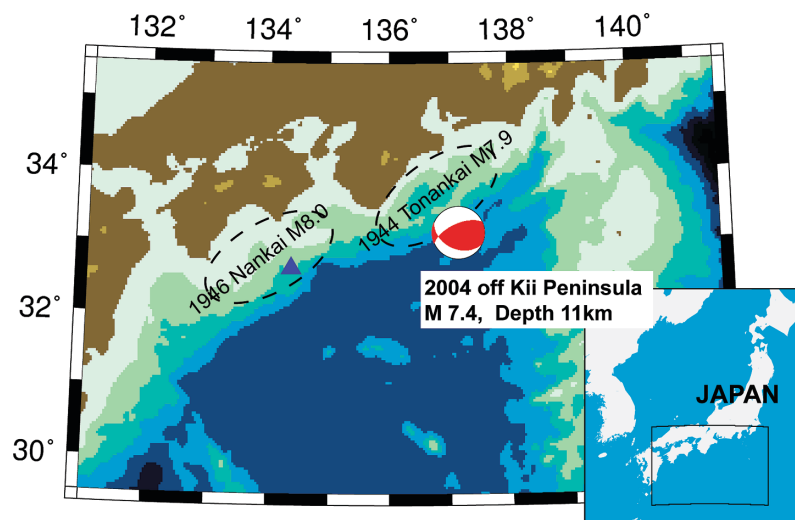 132° 134° 136° 138° 140°
34°
32°
30°
1944 Tonankai M7.9
1946 Nankai M8.0
2004 off Kii Peninsula
M 7.4, Depth 11km
JAPAN